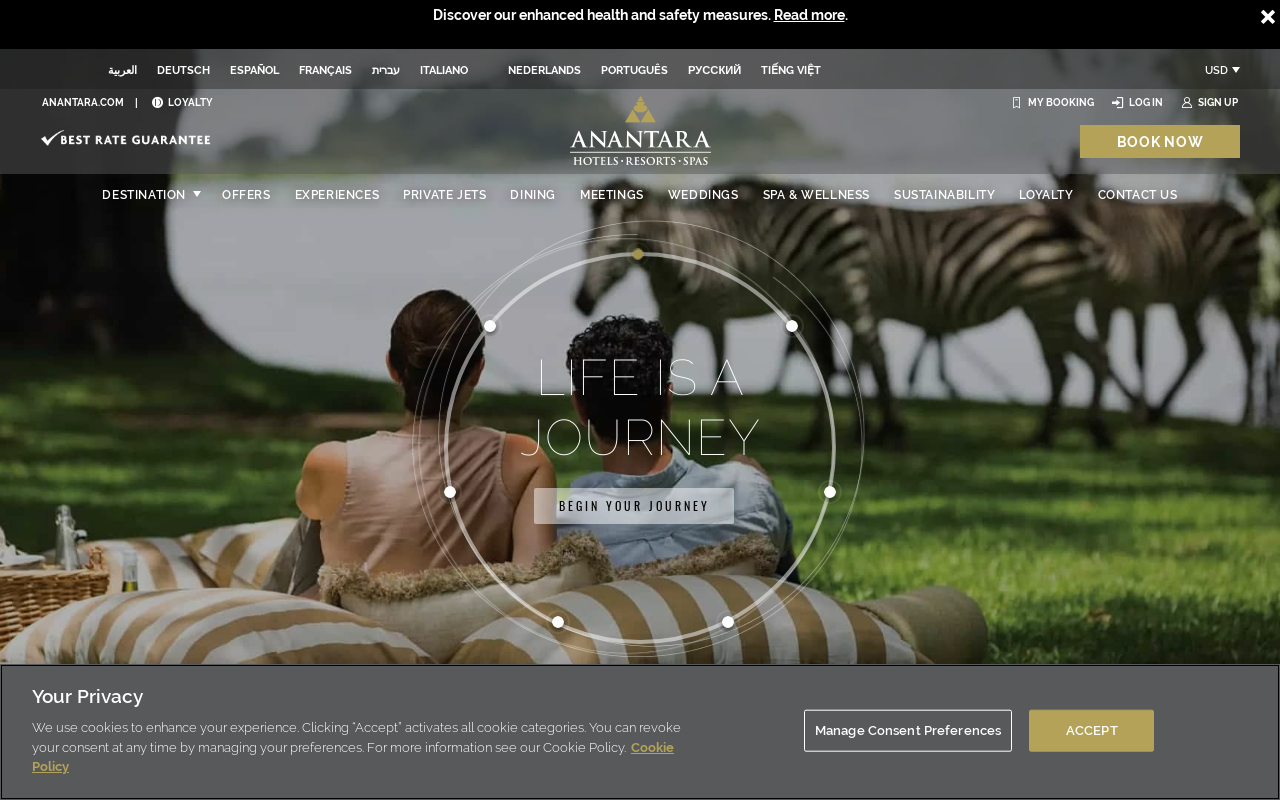 Discover our enhanced health and safety measures. Read more.
العربية DEUTSCH ESPAÑOL FRANÇAIS עברית ITALIANO NEDERLANDS PORTUGUÊS РУССКИЙ TIẾNG VIỆT USD
ANANTARA.COM | LOYALTY
MY BOOKING LOG IN SIGN UP
BEST RATE GUARANTEE
ANANTARA
HOTELS · RESORTS · SPAS
BOOK NOW
DESTINATION OFFERS EXPERIENCES PRIVATE JETS DINING MEETINGS WEDDINGS SPA & WELLNESS SUSTAINABILITY LOYALTY CONTACT US
LIFE IS A
JOURNEY
BEGIN YOUR JOURNEY
Your Privacy
We use cookies to enhance your experience. Clicking “Accept” activates all cookie categories. You can revoke
your consent at any time by managing your preferences. For more information see our Cookie Policy. Cookie
Policy
Manage Consent Preferences
ACCEPT